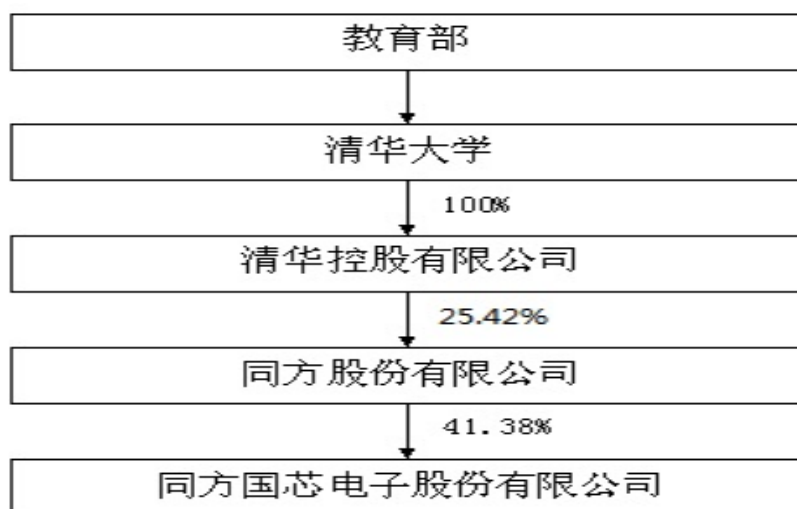 教育部
清华大学
100%
清华控股有限公司
25.42%
同方股份有限公司
41.38%
同方国芯电子股份有限公司